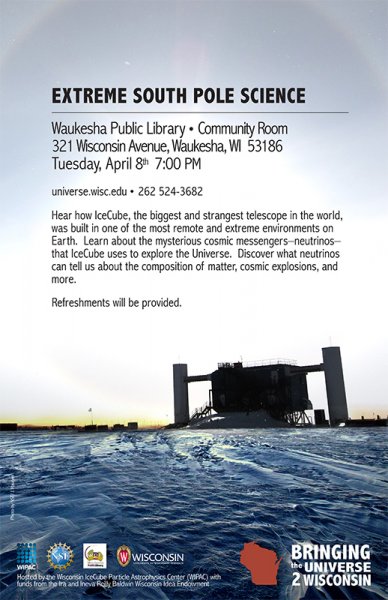 EXTREME SOUTH POLE SCIENCE
Waukesha Public Library • Community Room
321 Wisconsin Avenue, Waukesha, WI 53186
Tuesday, April 8th 7:00 PM
universe.wisc.edu • 262 524-3682
Hear how IceCube, the biggest and strangest telescope in the world,
was built in one of the most remote and extreme environments on
Earth. Learn about the mysterious cosmic messengers—neutrinos—
that IceCube uses to explore the Universe. Discover what neutrinos
can tell us about the composition of matter, cosmic explosions, and
more.
Refreshments will be provided.
WIPAC
NSF
WISCONSIN
Hosted by the Wisconsin IceCube Particle Astrophysics Center (WIPAC) with
funds from the Ira and Ineva Reilly Baldwin Wisconsin Idea Endowment
BRINGING
the UNIVERSE
2 WISCONSIN